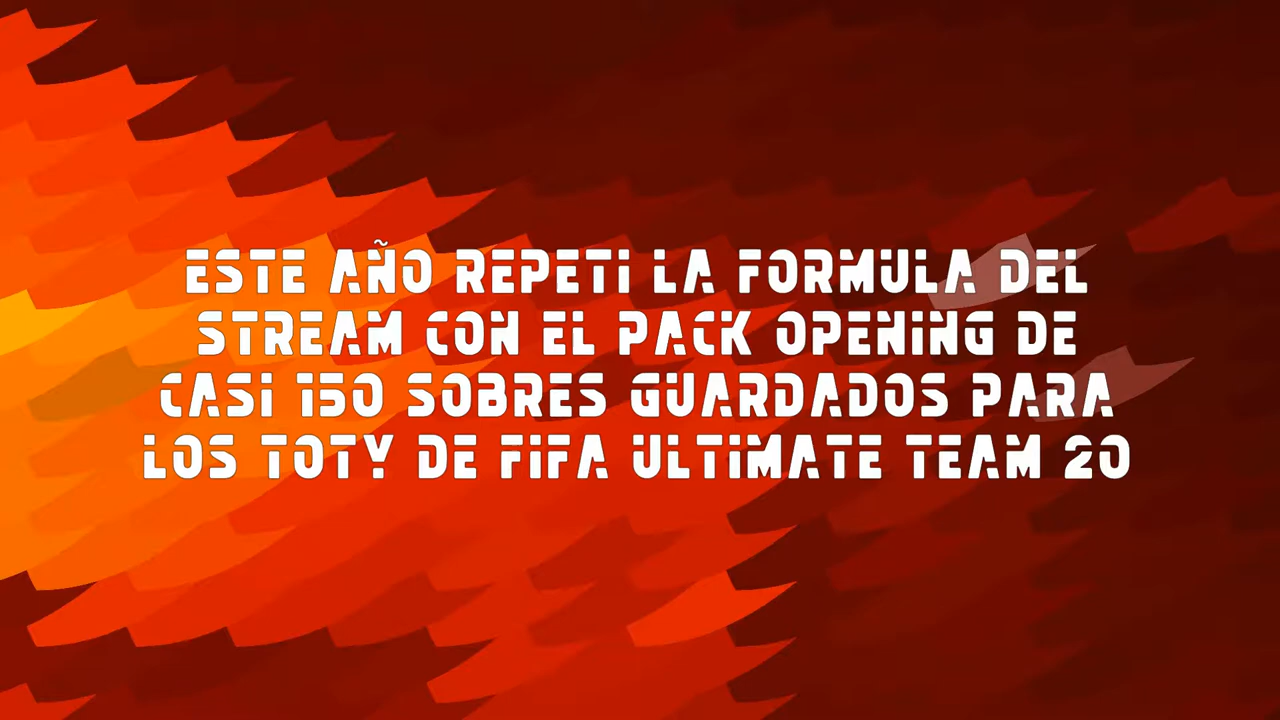 ESTE AÑO REPETI LA FORMULA DEL
STREAM CON EL PACK OPENING DE
CASI 150 SOBRES GUARDADOS PARA
LOS TOTY DE FIFA ULTIMATE TEAM 20